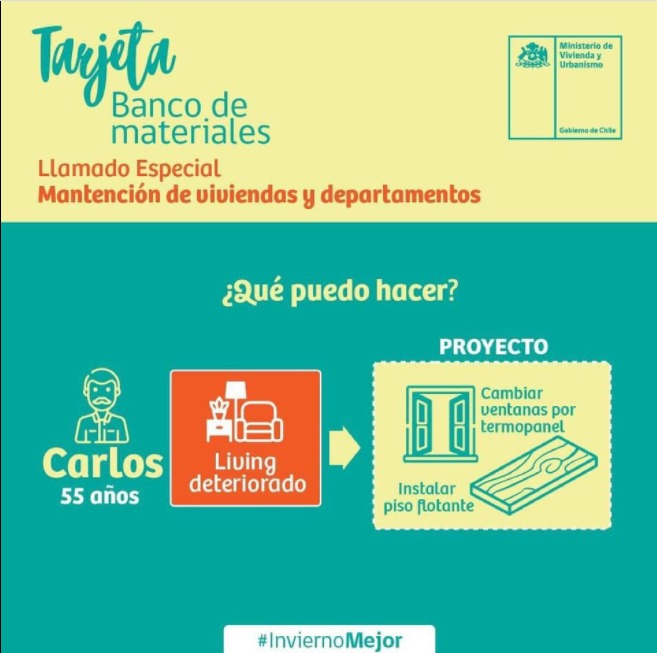 Tarjeta
Banco de
materiales
Ministerio de
Vivienda y
Urbanismo
Gobierno de Chile
Llamado Especial
Mantención de viviendas y departamentos
¿Qué puedo hacer?
PROYECTO
Carlos
55 años
Living
deteriorado
Cambiar
ventanas por
termopanel
Instalar
piso flotante
#InviernoMejor